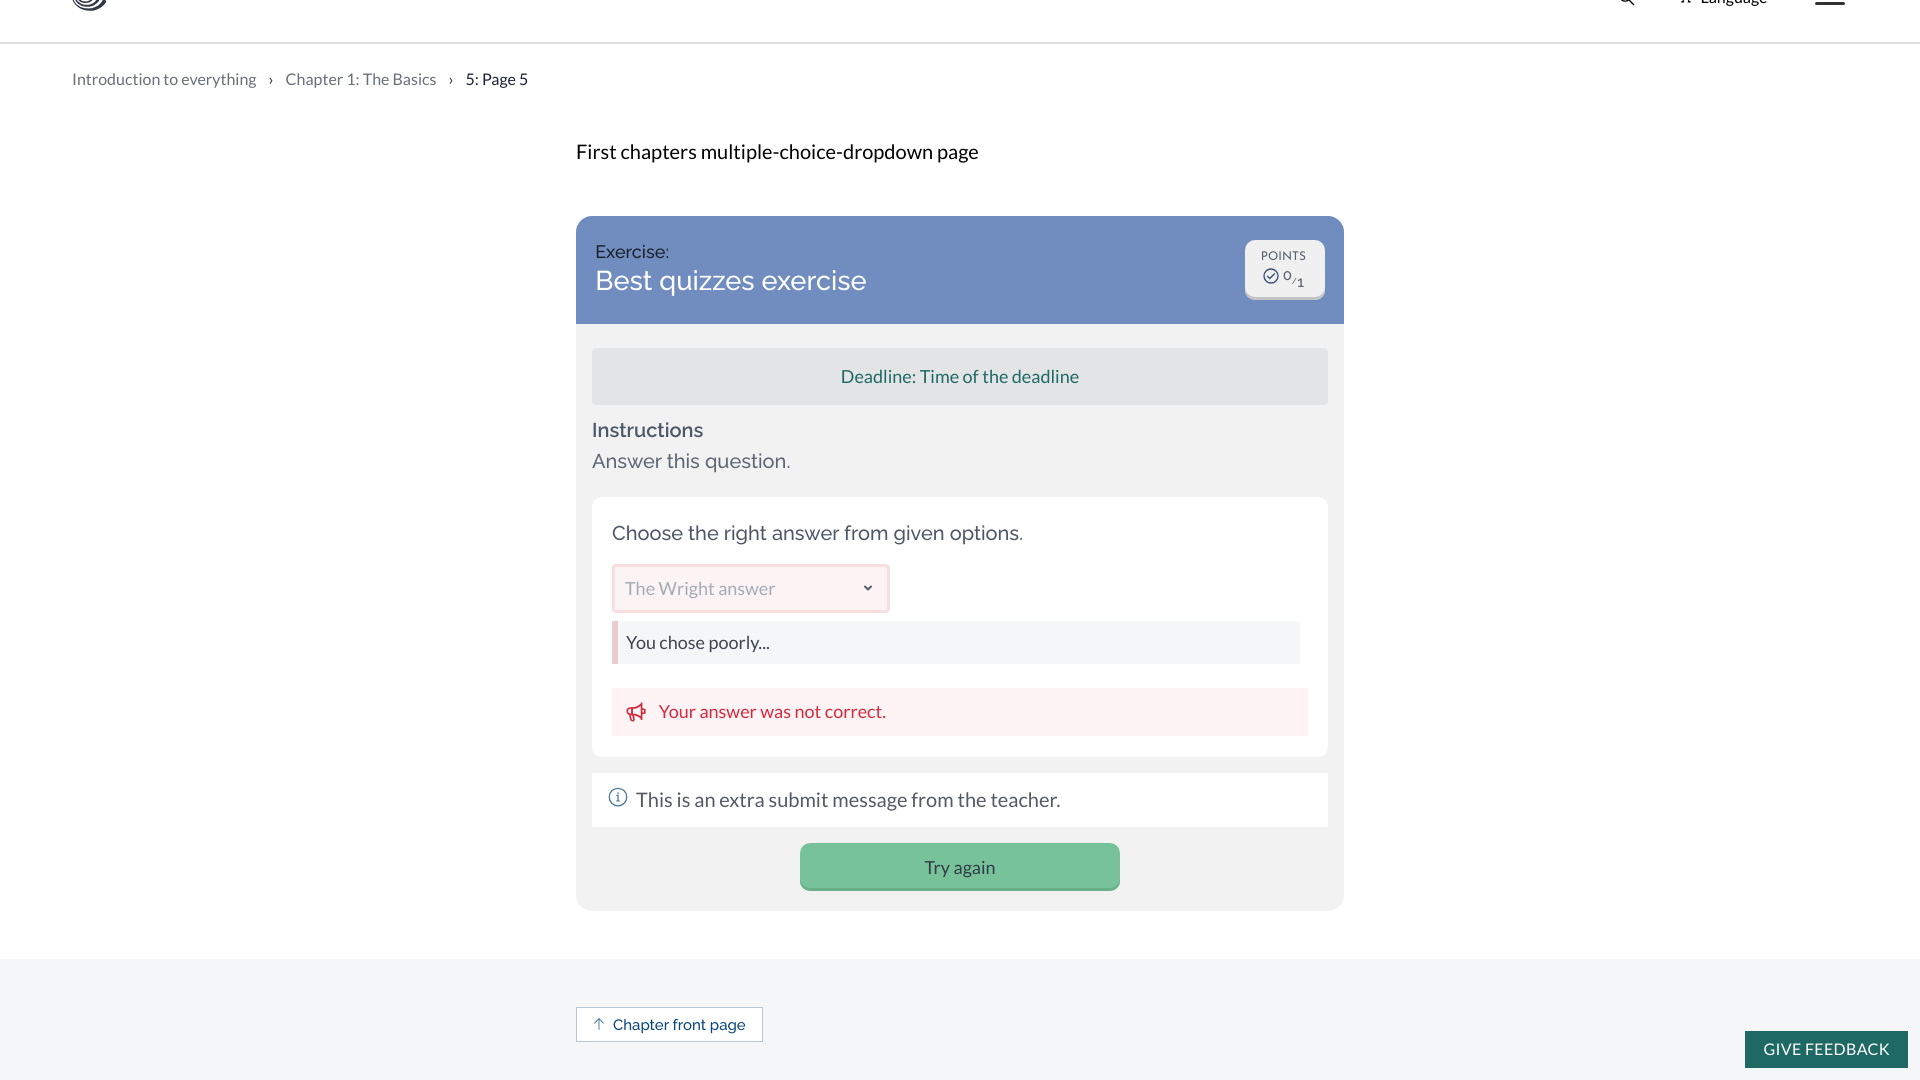 Language
Introduction to everything › Chapter 1: The Basics › 5: Page 5
First chapters multiple-choice-dropdown page
Exercise:
Best quizzes exercise
POINTS
0/1
Deadline: Time of the deadline
Instructions
Answer this question.
Choose the right answer from given options.
The Wright answer
You chose poorly...
Your answer was not correct.
This is an extra submit message from the teacher.
Try again
Chapter front page
GIVE FEEDBACK